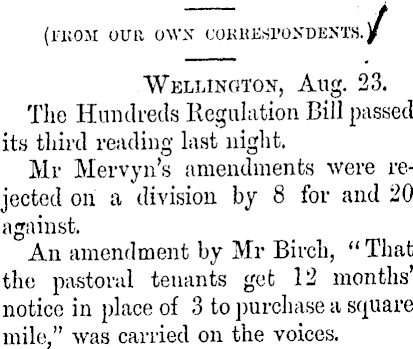 (FROM OUR OWN CORRESPONDENTS.)
WELLINGTON, Aug. 23.
The Hundreds Regulation Bill passed
its third reading last night.
Mr Mervyn's amendments were re-
jected on a division by 8 for and 20
against.
An amendment by Mr Birch, "That
the pastoral tenants get 12 months'
notice in place of 3 to purchase a square
mile," was carried on the voices.